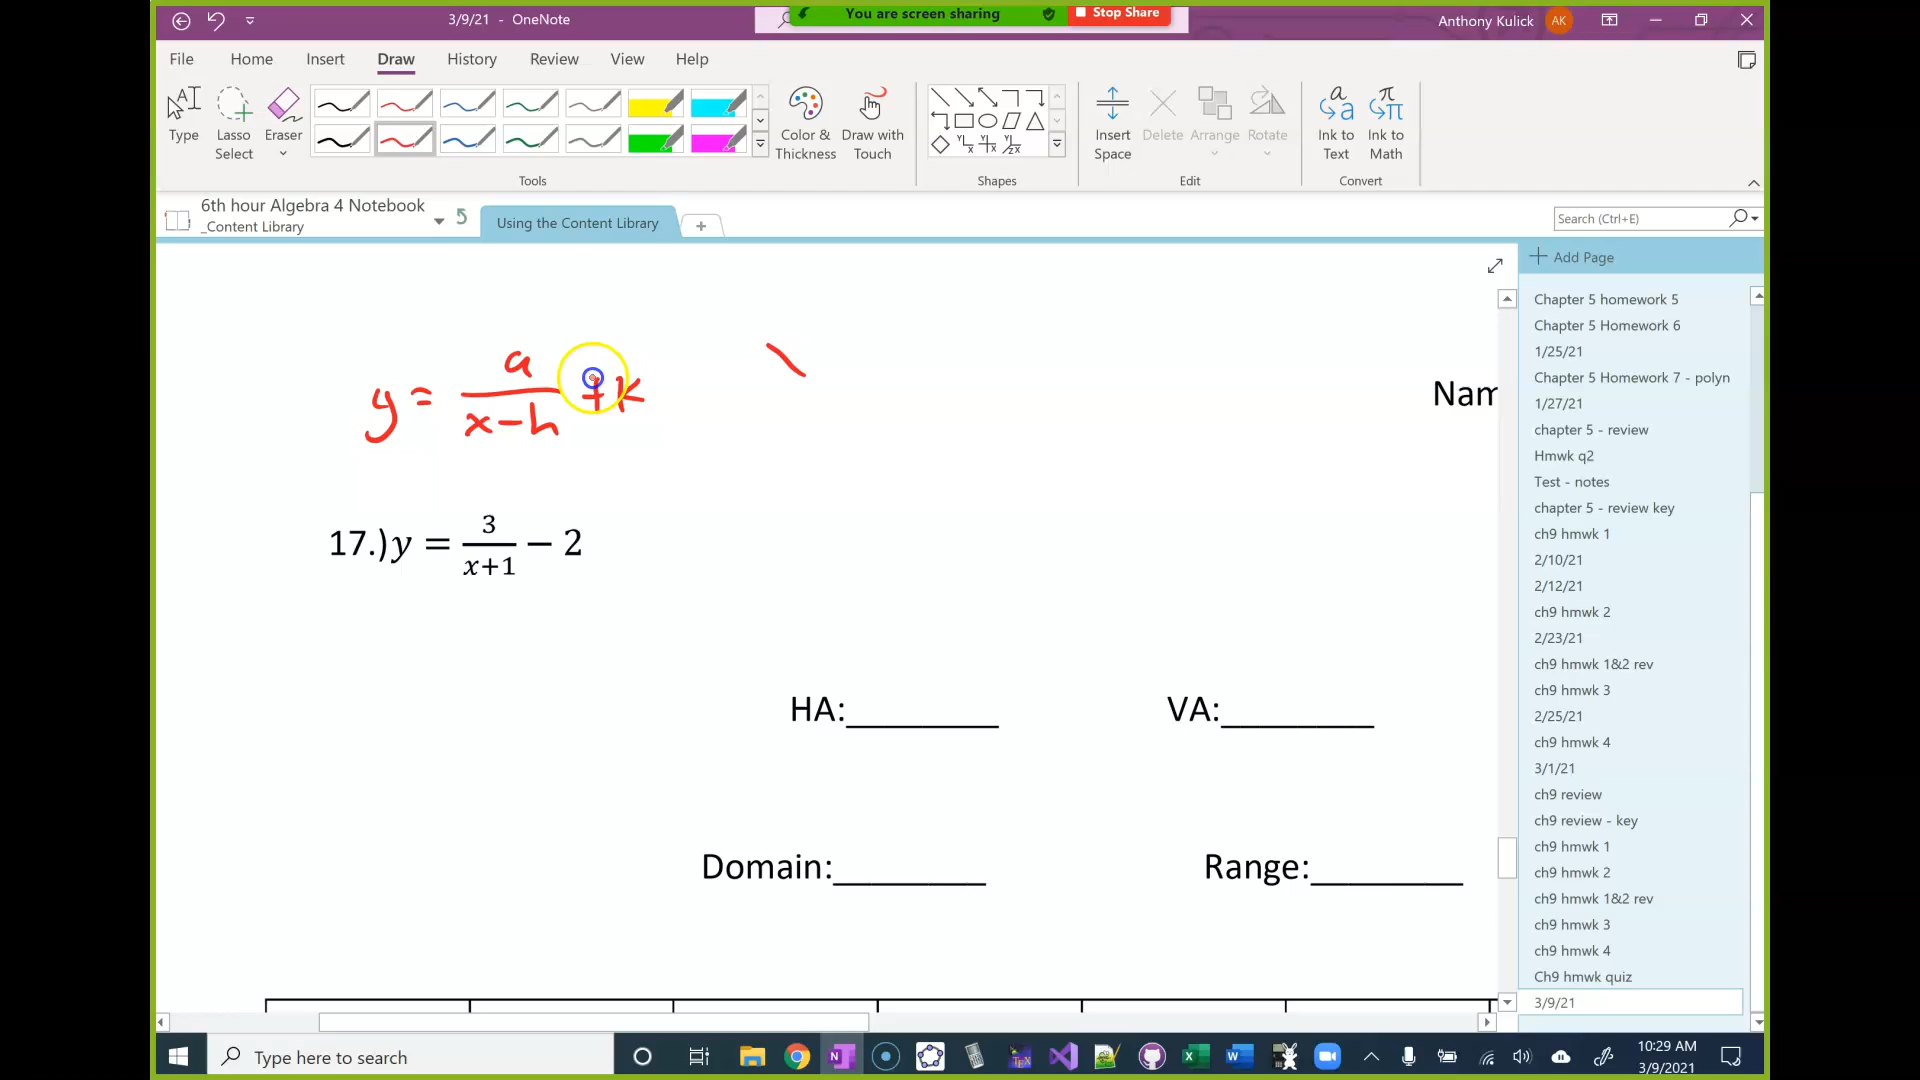 3/9/21 - OneNote
You are screen sharing
Stop Share
Anthony Kulick
AK
File Home Insert Draw History Review View Help
Type
Lasso Select
Eraser
Color & Thickness
Draw with Touch
Insert Space
Delete
Arrange
Rotate
Ink to Text
Ink to Math
Tools
Shapes
Edit
Convert
6th hour Algebra 4 Notebook
_Content Library
Using the Content Library
Search (Ctrl+E)
Add Page
y = a/(x-h) + k
Nam
17.) y = 3/(x+1) − 2
HA:________ VA:________
Domain:________ Range:________
Chapter 5 homework 5
Chapter 5 Homework 6
1/25/21
Chapter 5 Homework 7 - polyn
1/27/21
chapter 5 - review
Hmwk q2
Test - notes
chapter 5 - review key
ch9 hmwk 1
2/10/21
2/12/21
ch9 hmwk 2
2/23/21
ch9 hmwk 1&2 rev
ch9 hmwk 3
2/25/21
ch9 hmwk 4
3/1/21
ch9 review
ch9 review - key
ch9 hmwk 1
ch9 hmwk 2
ch9 hmwk 1&2 rev
ch9 hmwk 3
ch9 hmwk 4
Ch9 hmwk quiz
3/9/21
Type here to search
10:29 AM
3/9/2021